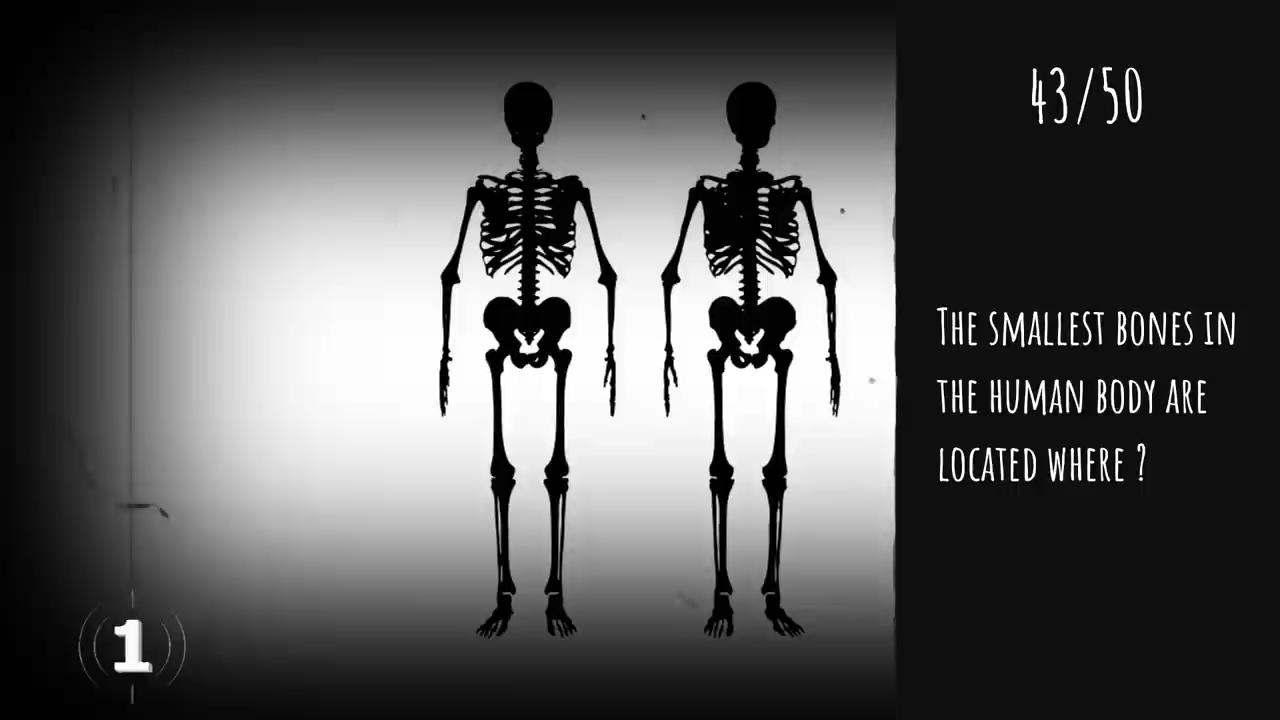 43/50
The smallest bones in
the human body are
located where ?
1